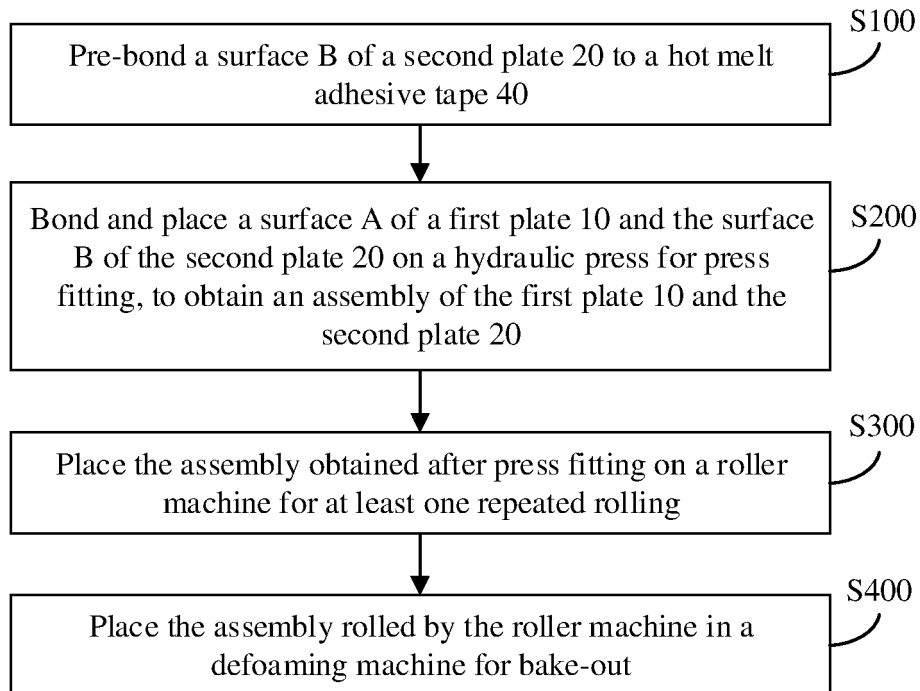 S100
Pre-bond a surface B of a second plate 20 to a hot melt
adhesive tape 40
S200
Bond and place a surface A of a first plate 10 and the surface
B of the second plate 20 on a hydraulic press for press
fitting, to obtain an assembly of the first plate 10 and the
second plate 20
S300
Place the assembly obtained after press fitting on a roller
machine for at least one repeated rolling
S400
Place the assembly rolled by the roller machine in a
defoaming machine for bake-out